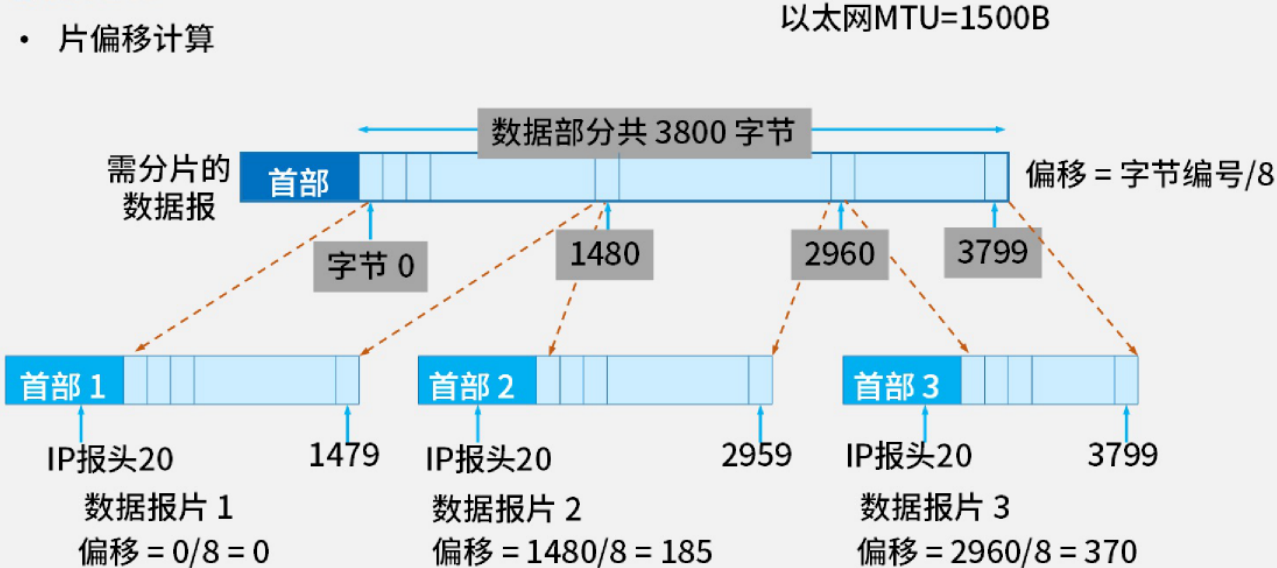 以太网MTU=1500B
• 片偏移计算
数据部分共 3800 字节
需分片的
数据报
首部
偏移 = 字节编号/8
字节 0
1480
2960
3799
首部 1
首部 2
首部 3
IP报头20
1479
IP报头20
2959
IP报头20
3799
数据报片 1
数据报片 2
数据报片 3
偏移 = 0/8 = 0
偏移 = 1480/8 = 185
偏移 = 2960/8 = 370